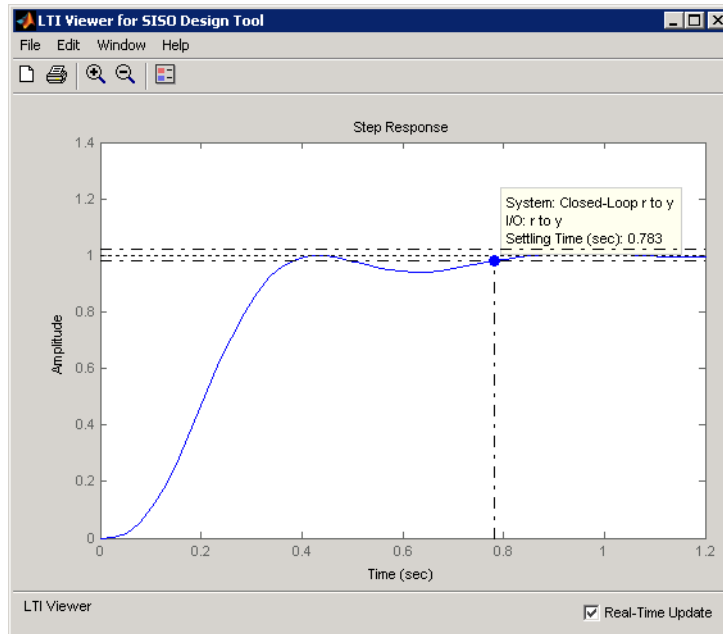 LTI Viewer for SISO Design Tool
File Edit Window Help
Step Response
1.4
1.2
1
0.8
0.6
0.4
0.2
0
Amplitude
System: Closed-Loop r to y
I/O: r to y
Settling Time (sec): 0.783
0 0.2 0.4 0.6 0.8 1 1.2
Time (sec)
LTI Viewer
Real-Time Update